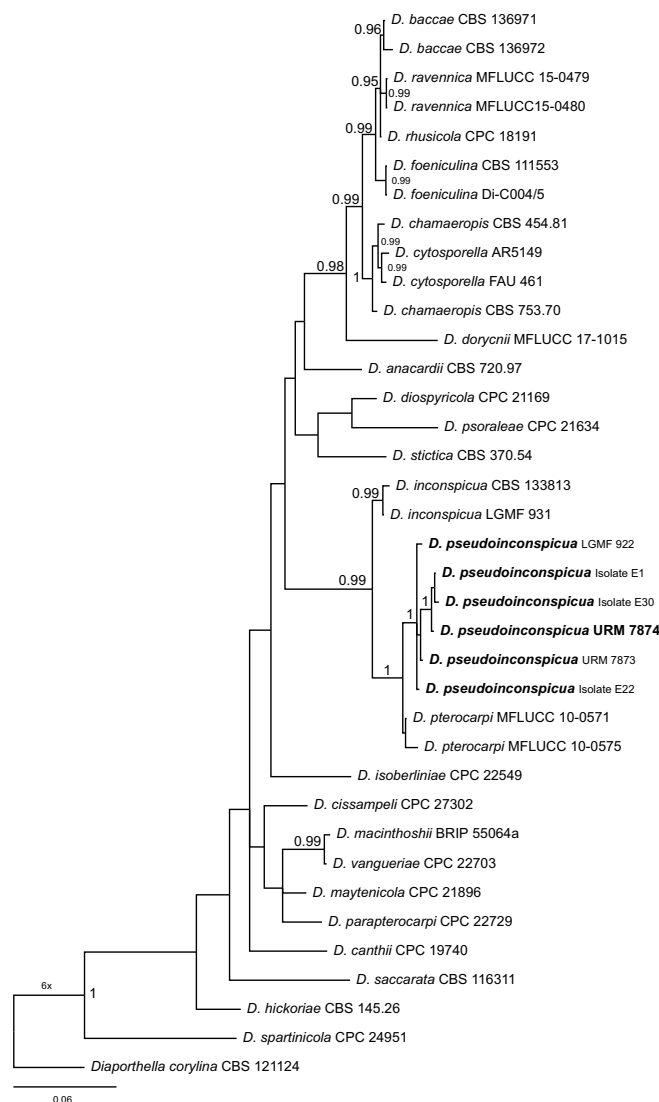 D. baccae CBS 136971
0.96
D. baccae CBS 136972
D. ravennica MFLUCC 15-0479
0.95
0.99
D. ravennica MFLUCC15-0480
0.99
D. rhusicola CPC 18191
D. foeniculina CBS 111553
0.99
D. foeniculina Di-C004/5
0.99
D. chamaeropis CBS 454.81
0.99
D. cytosporella AR5149
0.98
0.99
1
D. cytosporella FAU 461
D. chamaeropis CBS 753.70
D. dorycnii MFLUCC 17-1015
D. anacardii CBS 720.97
D. diospyricola CPC 21169
D. psoraleae CPC 21634
D. stictica CBS 370.54
D. inconspicua CBS 133813
0.99
D. inconspicua LGMF 931
D. pseudoinconspicua LGMF 922
D. pseudoinconspicua Isolate E1
0.99
1
D. pseudoinconspicua Isolate E30
1
D. pseudoinconspicua URM 7874
D. pseudoinconspicua URM 7873
1
D. pseudoinconspicua Isolate E22
D. pterocarpi MFLUCC 10-0571
D. pterocarpi MFLUCC 10-0575
D. isoberliniae CPC 22549
D. cissampeli CPC 27302
D. macinthoshii BRIP 55064a
0.99
D. vangueriae CPC 22703
D. maytenicola CPC 21896
D. parapterocarpi CPC 22729
D. canthii CPC 19740
D. saccarata CBS 116311
6x
1
D. hickoriae CBS 145.26
D. spartinicola CPC 24951
Diaporthella corylina CBS 121124
0.06